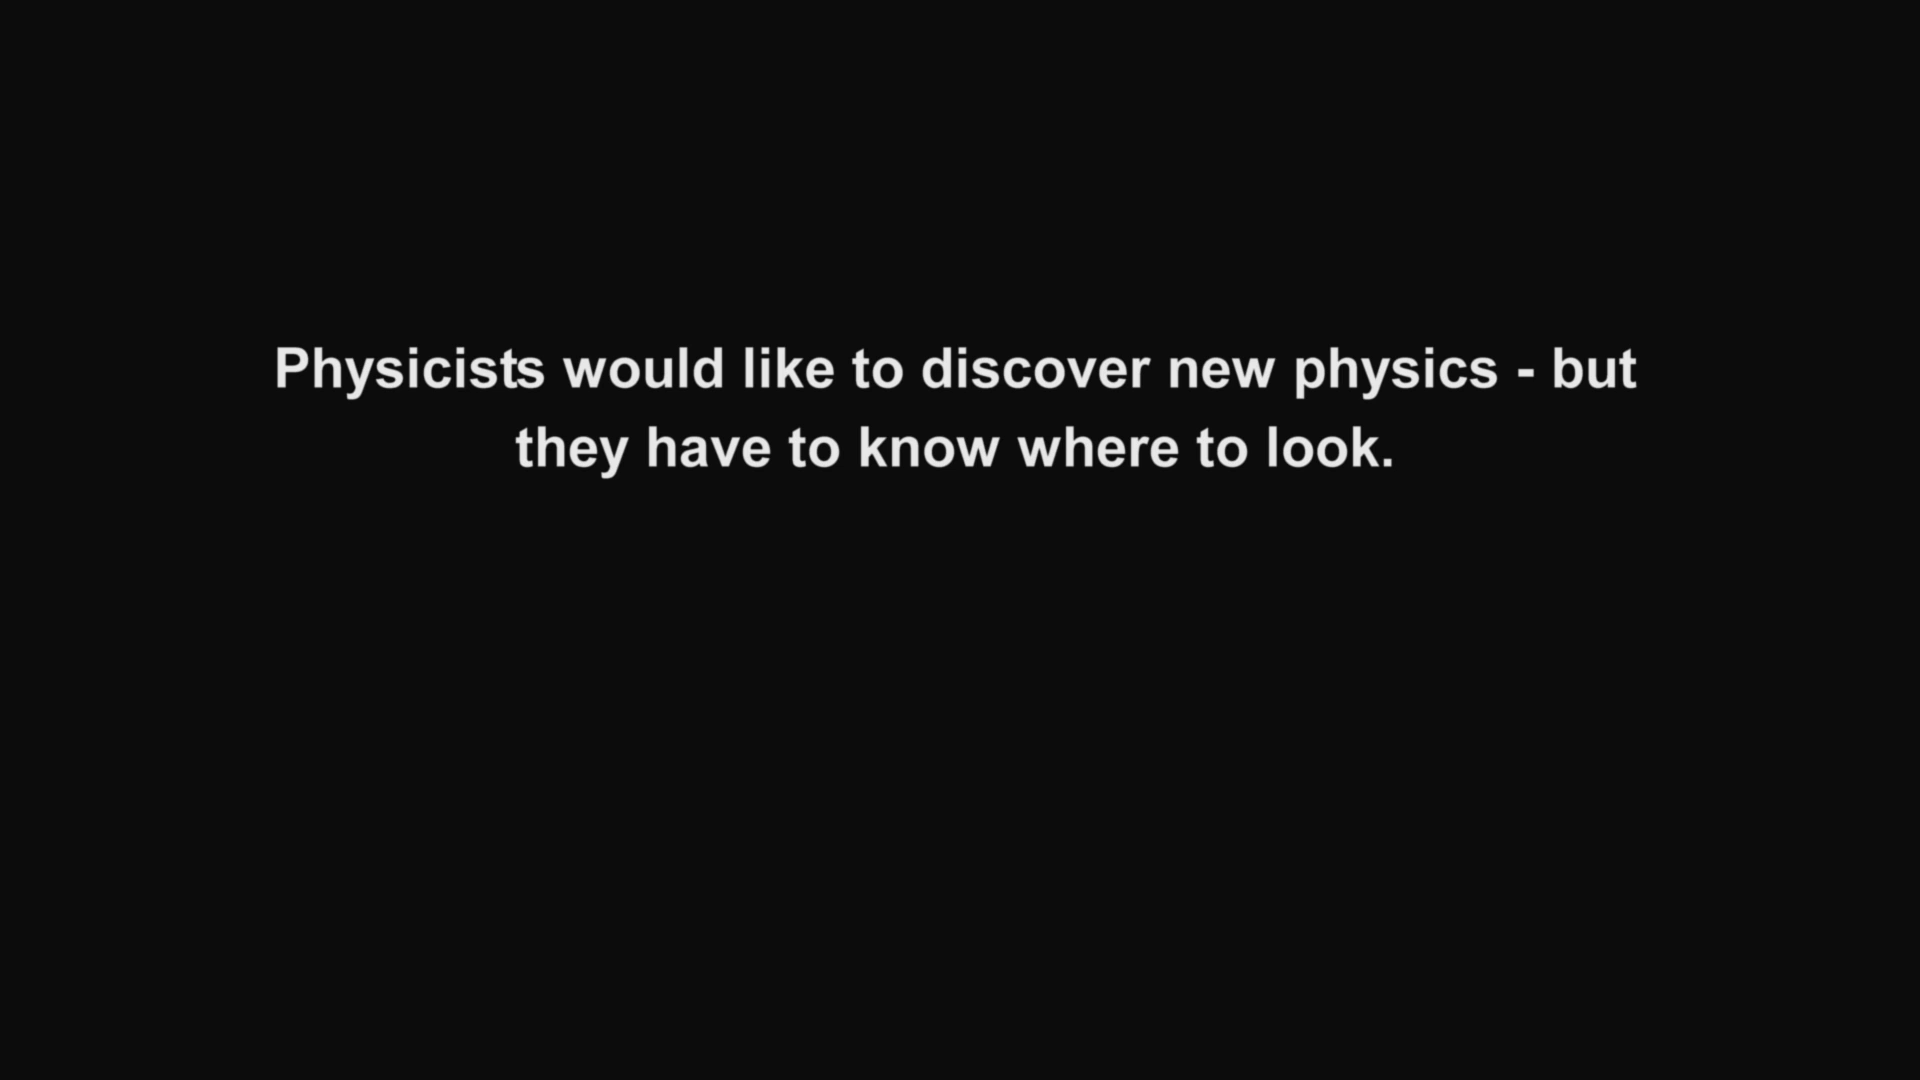 Physicists would like to discover new physics - but
they have to know where to look.